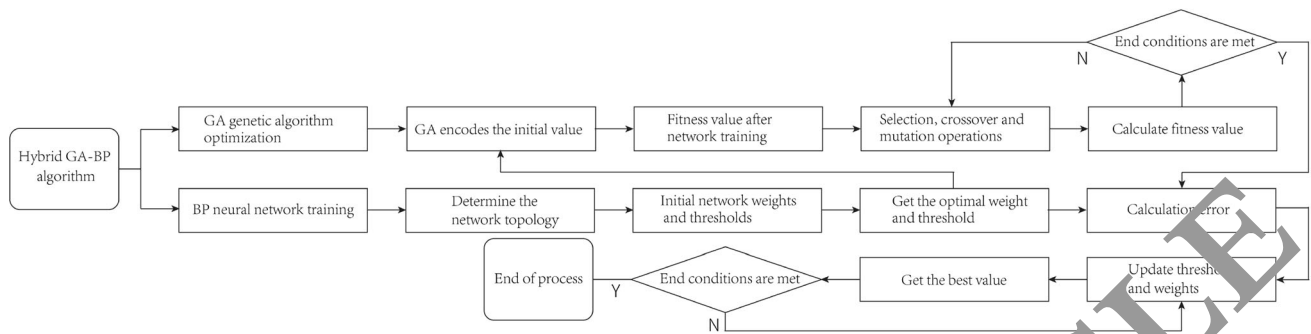 End conditions are met
N
Y
GA genetic algorithm
optimization
GA encodes the initial value
Fitness value after
network training
Selection, crossover and
mutation operations
Calculate fitness value
Hybrid GA-BP
algorithm
BP neural network training
Determine the
network topology
Initial network weights
and thresholds
Get the optimal weight
and threshold
Calculation error
End of process
Y
End conditions are met
N
Get the best value
Update
and weights
CLE